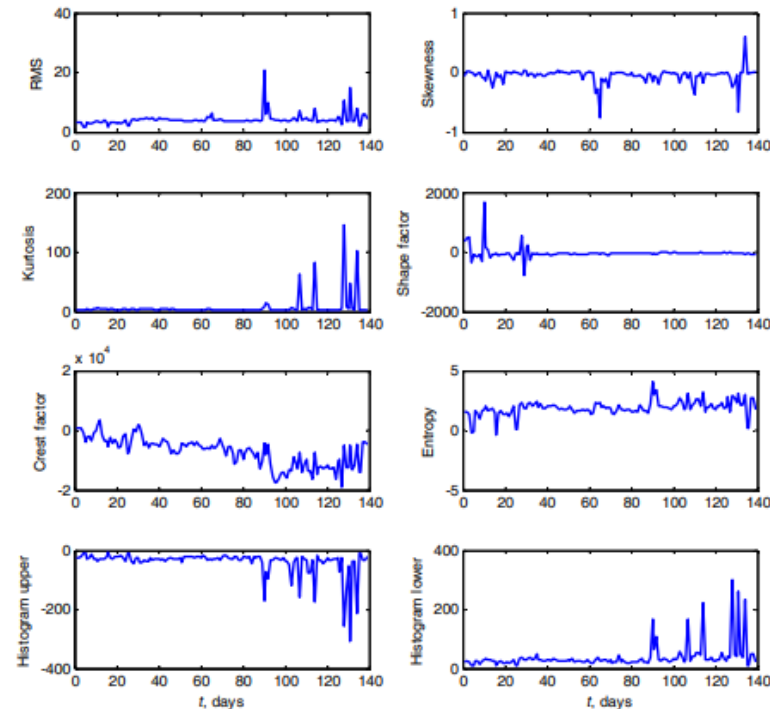 40
20
0
RMS
0 20 40 60 80 100 120 140
1
0
-1
Skewness
0 20 40 60 80 100 120 140
200
100
0
Kurtosis
0 20 40 60 80 100 120 140
2000
0
-2000
Shape factor
0 20 40 60 80 100 120 140
x 10^4
2
0
-2
Crest factor
0 20 40 60 80 100 120 140
5
0
-5
Entropy
0 20 40 60 80 100 120 140
0
-200
-400
Histogram upper
0 20 40 60 80 100 120 140
t, days
400
200
0
Histogram lower
0 20 40 60 80 100 120 140
t, days